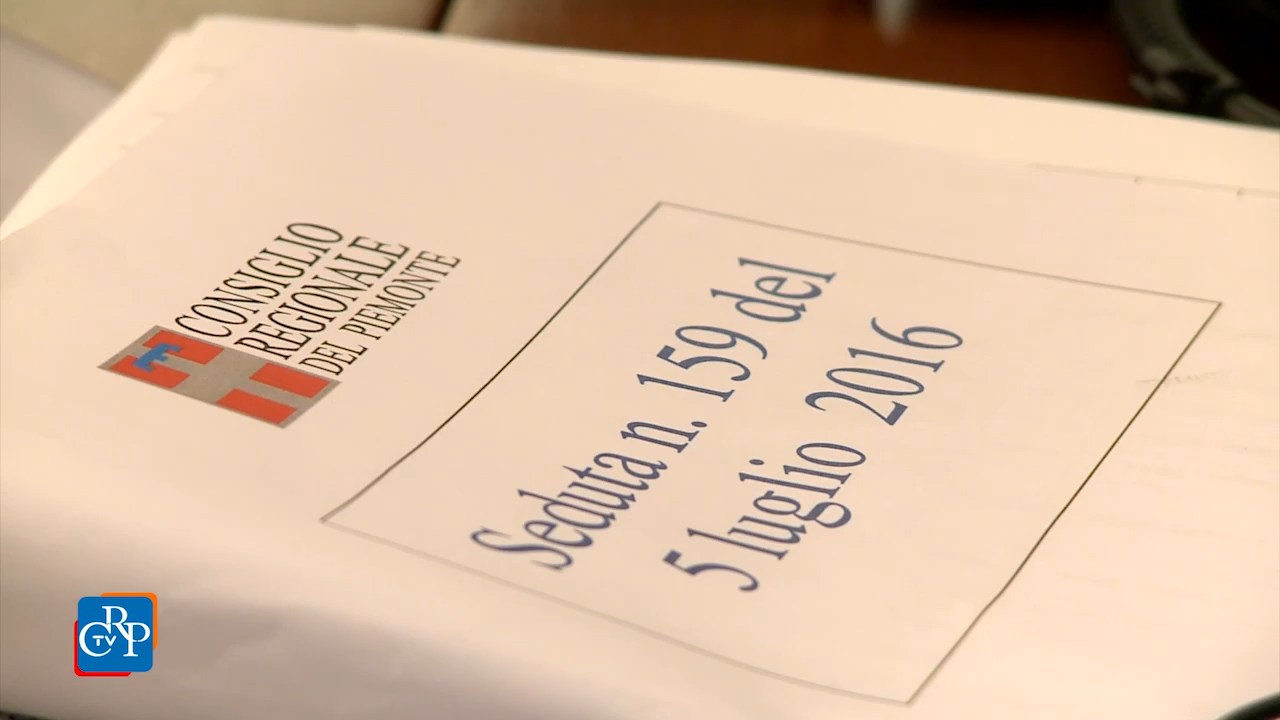 CONSIGLIO
REGIONALE
DEL PIEMONTE
Seduta n. 159 del
5 luglio 2016
CRP
TV